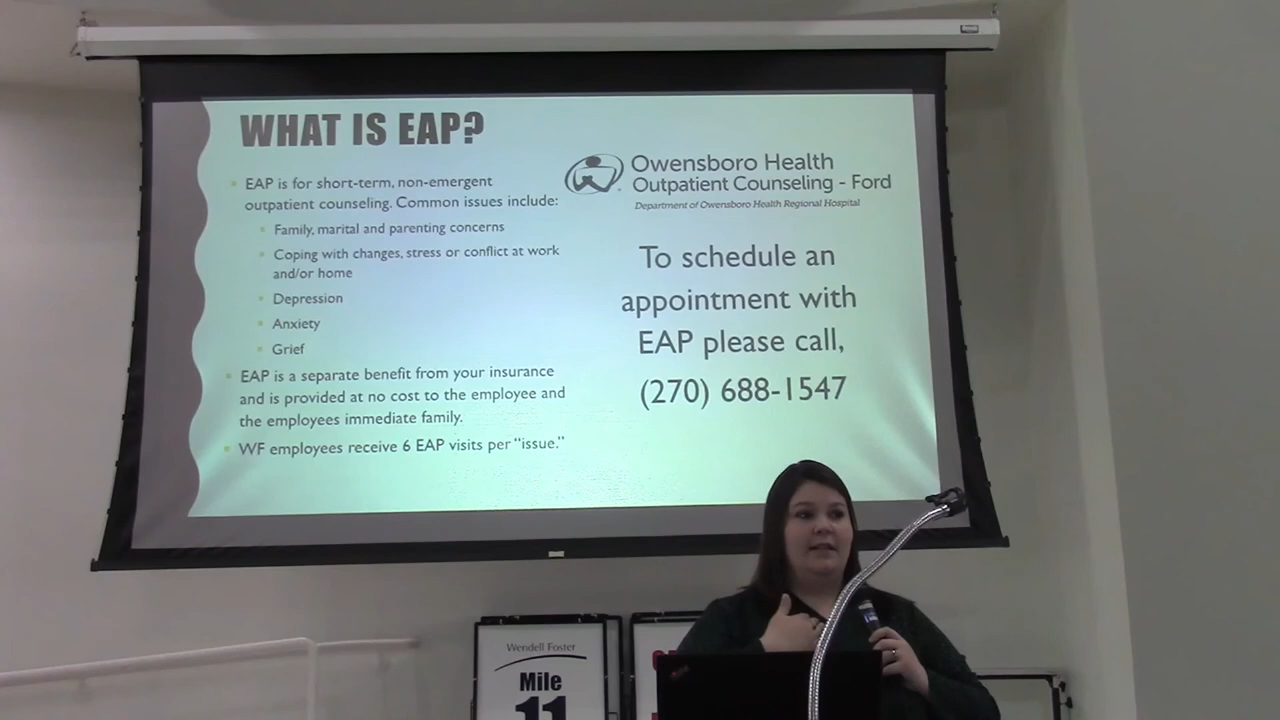 WHAT IS EAP?
EAP is for short-term, non-emergent
outpatient counseling. Common issues include:
Family, marital and parenting concerns
Coping with changes, stress or conflict at work
and/or home
Depression
Anxiety
Grief
EAP is a separate benefit from your insurance
and is provided at no cost to the employee and
the employees immediate family.
WF employees receive 6 EAP visits per “issue.”
Owensboro Health
Outpatient Counseling - Ford
Department of Owensboro Health Regional Hospital
To schedule an
appointment with
EAP please call,
(270) 688-1547
Wendell Foster
Mile
11